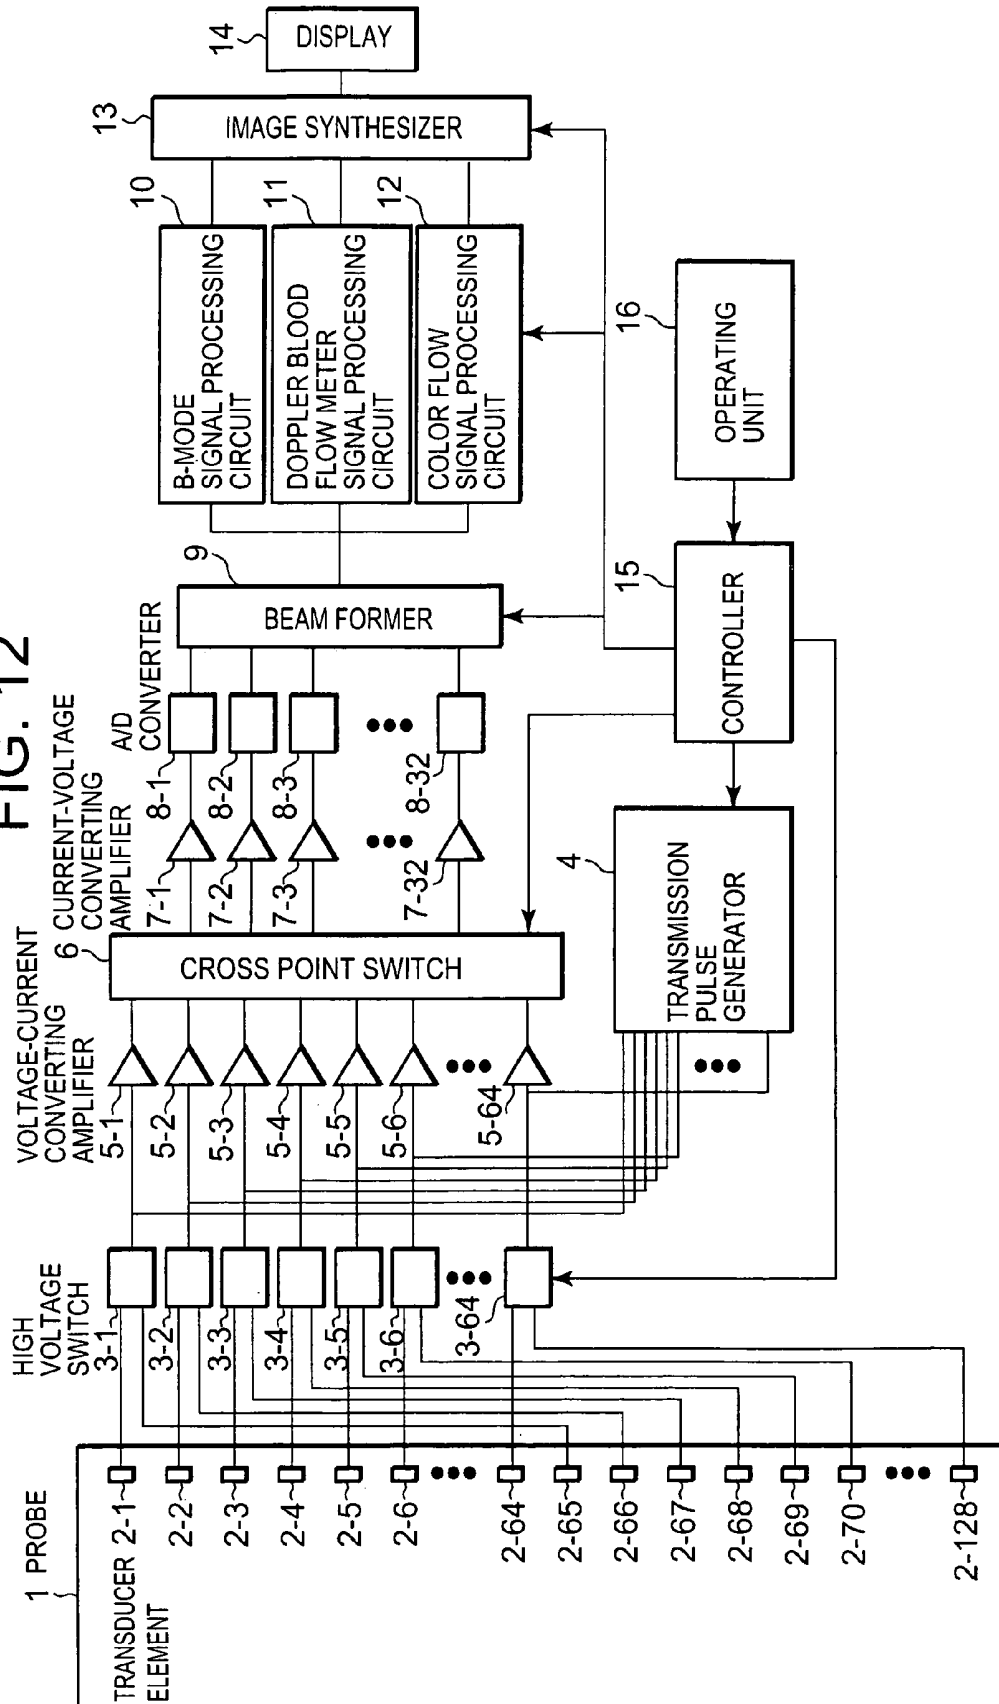 FIG. 12
1 PROBE
TRANSDUCER
ELEMENT
2-1
2-2
2-3
2-4
2-5
2-6
2-64
2-65
2-66
2-67
2-68
2-69
2-70
2-128
HIGH
VOLTAGE
SWITCH
3-1
3-2
3-3
3-4
3-5
3-6
3-64
VOLTAGE-CURRENT
CONVERTING
AMPLIFIER
5-1
5-2
5-3
5-4
5-5
5-6
5-64
6
CROSS POINT SWITCH
CURRENT-VOLTAGE
CONVERTING
AMPLIFIER
7-1
7-2
7-3
7-32
A/D
CONVERTER
8-1
8-2
8-3
8-32
9
BEAM FORMER
10
B-MODE
SIGNAL PROCESSING
CIRCUIT
11
DOPPLER BLOOD
FLOW METER
SIGNAL PROCESSING
CIRCUIT
12
COLOR FLOW
SIGNAL PROCESSING
CIRCUIT
13
IMAGE SYNTHESIZER
14
DISPLAY
4
TRANSMISSION
PULSE
GENERATOR
15
CONTROLLER
16
OPERATING
UNIT